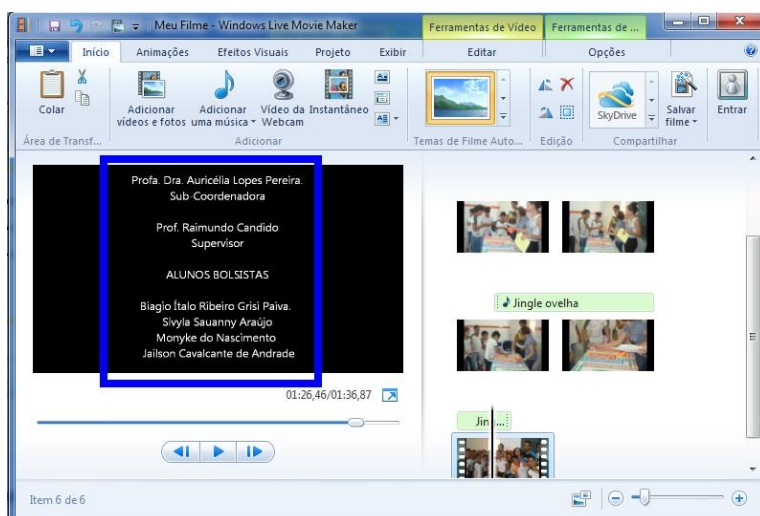 Meu Filme - Windows Live Movie Maker
Ferramentas de Vídeo
Ferramentas de ...
Início
Animações
Efeitos Visuais
Projeto
Exibir
Editar
Opções
Colar
Adicionar vídeos e fotos
Adicionar uma música
Vídeo da Webcam
Instantâneo
SkyDrive
Salvar filme
Entrar
Área de Transf...
Adicionar
Temas de Filme Auto...
Edição
Compartilhar
Profa. Dra. Auricélia Lopes Pereira.
Sub-Coordenadora
Prof. Raimundo Candido
Supervisor
ALUNOS BOLSISTAS
Biagio Ítalo Ribeiro Grisi Paiva.
Sivyla Sauanny Araújo
Monyke do Nascimento
Jailson Cavalcante de Andrade
01:26,46/01:36,87
Jingle ovelha
Jin...
Item 6 de 6